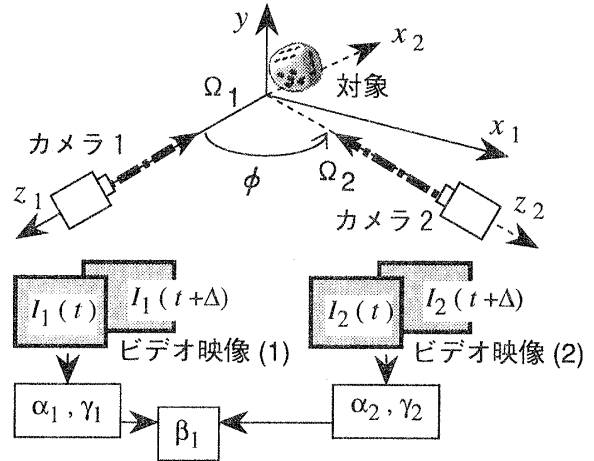 y
x₂
Ω₁
対象
カメラ1
x₁
z₁
φ
Ω₂
カメラ2
z₂
I₁(t)
I₁(t+Δ)
I₂(t)
I₂(t+Δ)
ビデオ映像(1)
ビデオ映像(2)
α₁, γ₁
β₁
α₂, γ₂